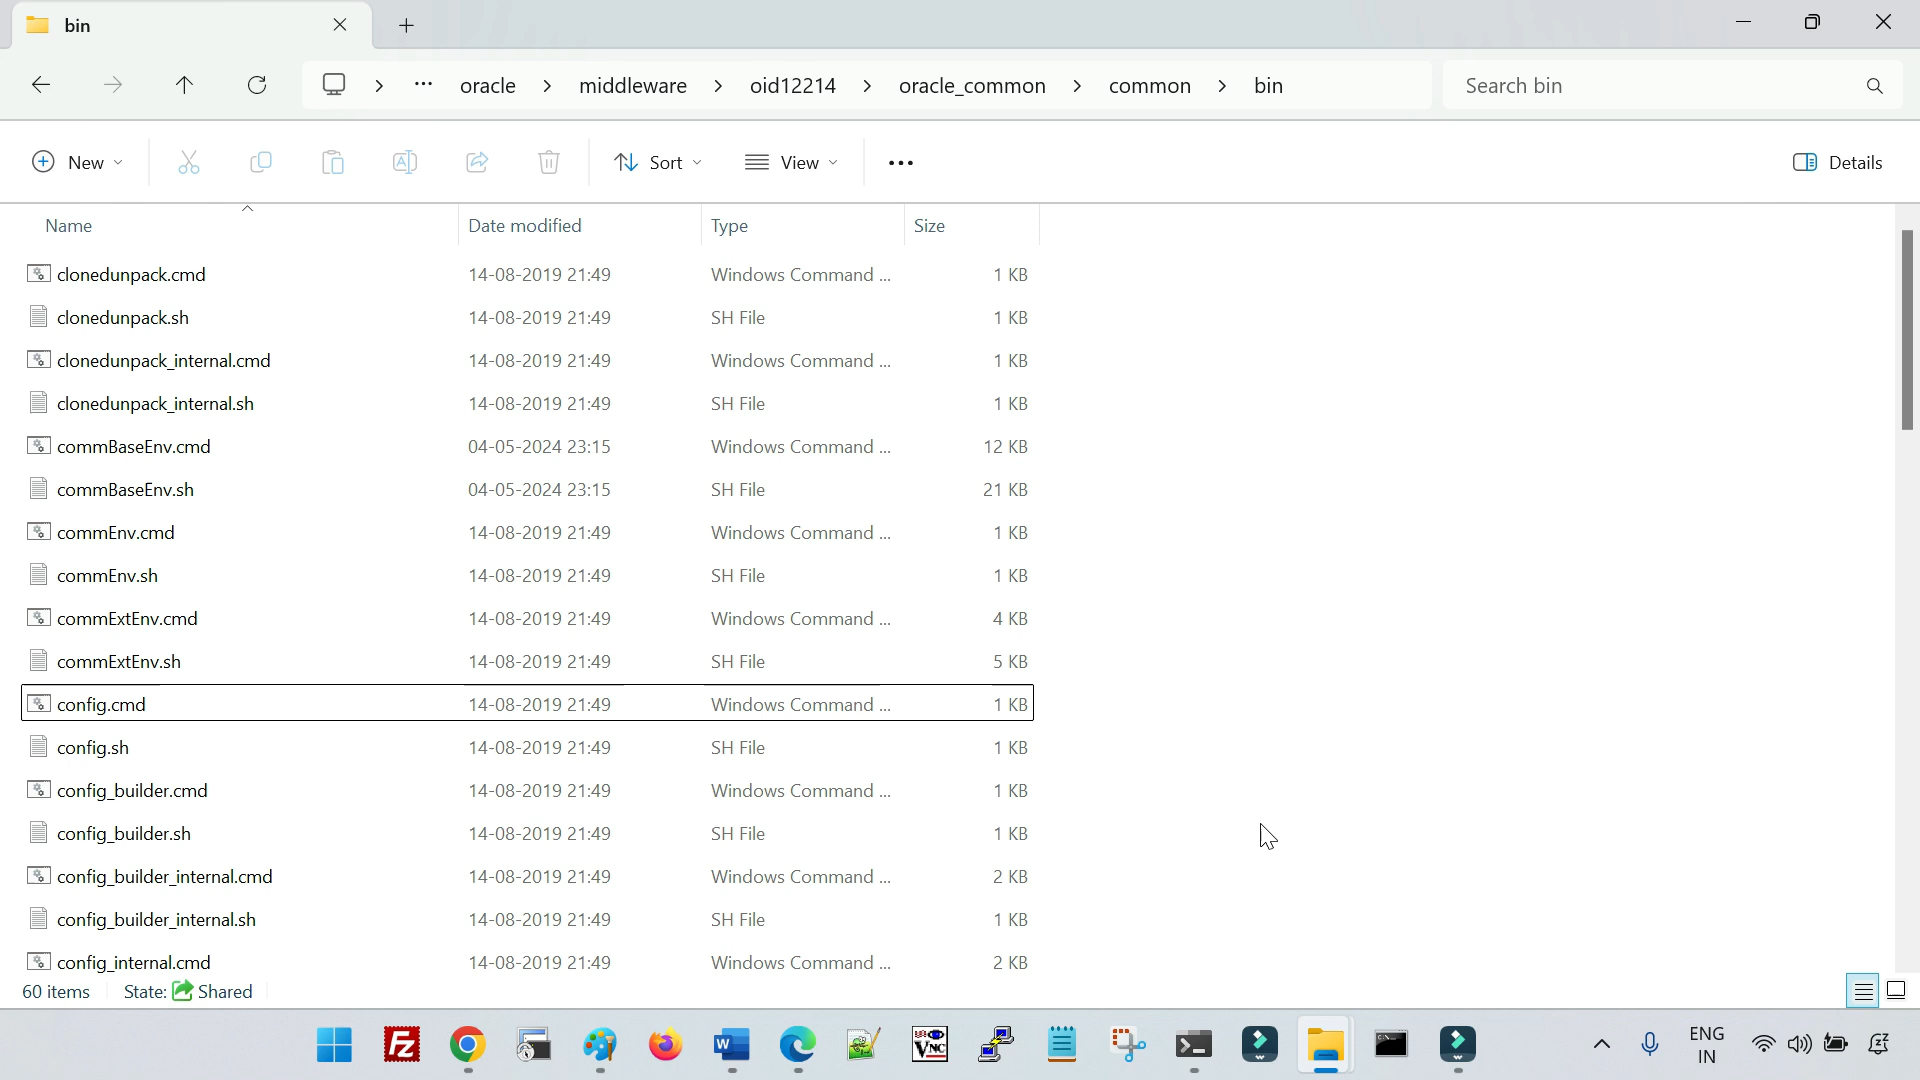 bin
… oracle > middleware > oid12214 > oracle_common > common > bin
Search bin
New
Sort
View
Details
Name Date modified Type Size
clonedunpack.cmd 14-08-2019 21:49 Windows Command ... 1 KB
clonedunpack.sh 14-08-2019 21:49 SH File 1 KB
clonedunpack_internal.cmd 14-08-2019 21:49 Windows Command ... 1 KB
clonedunpack_internal.sh 14-08-2019 21:49 SH File 1 KB
commBaseEnv.cmd 04-05-2024 23:15 Windows Command ... 12 KB
commBaseEnv.sh 04-05-2024 23:15 SH File 21 KB
commEnv.cmd 14-08-2019 21:49 Windows Command ... 1 KB
commEnv.sh 14-08-2019 21:49 SH File 1 KB
commExtEnv.cmd 14-08-2019 21:49 Windows Command ... 4 KB
commExtEnv.sh 14-08-2019 21:49 SH File 5 KB
config.cmd 14-08-2019 21:49 Windows Command ... 1 KB
config.sh 14-08-2019 21:49 SH File 1 KB
config_builder.cmd 14-08-2019 21:49 Windows Command ... 1 KB
config_builder.sh 14-08-2019 21:49 SH File 1 KB
config_builder_internal.cmd 14-08-2019 21:49 Windows Command ... 2 KB
config_builder_internal.sh 14-08-2019 21:49 SH File 1 KB
config_internal.cmd 14-08-2019 21:49 Windows Command ... 2 KB
60 items State: Shared
FZ
W
VNC
ENG
IN